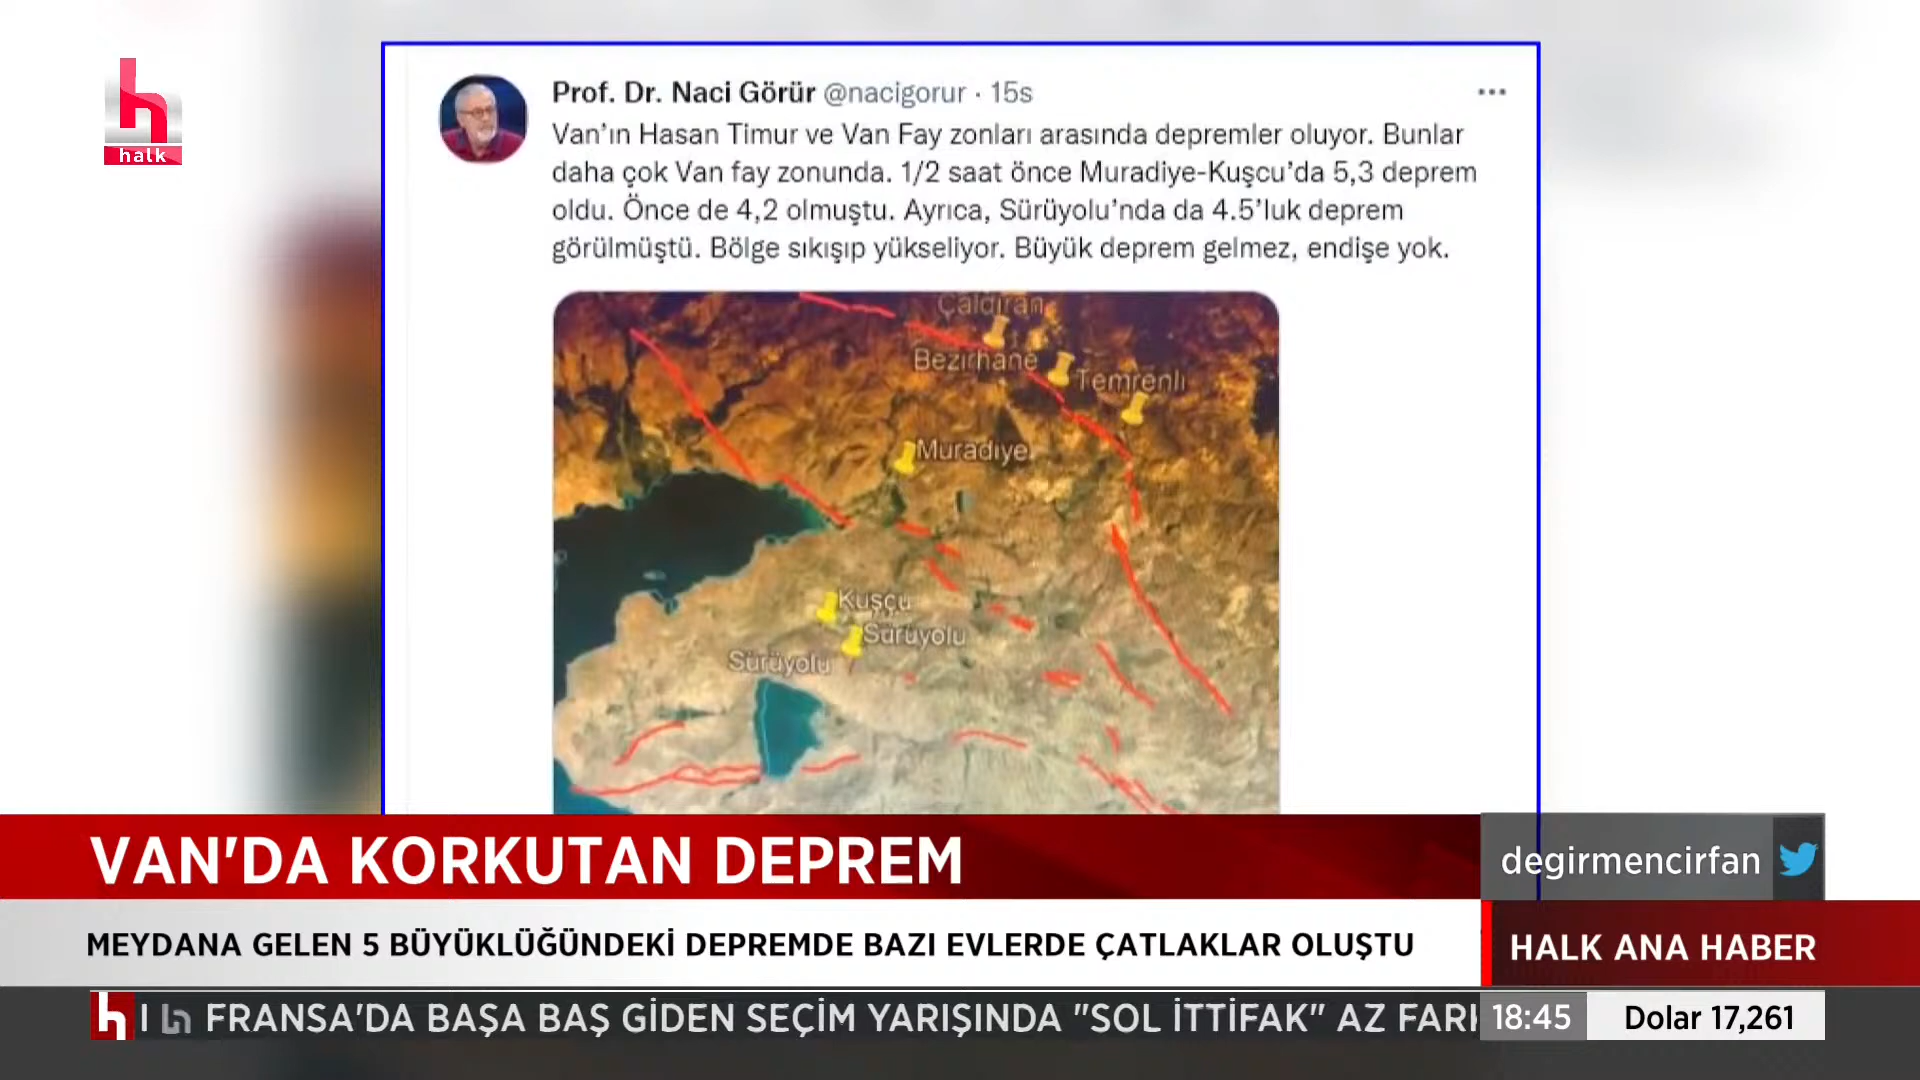 halk
Prof. Dr. Naci Görür @nacigorur · 15s
Van'ın Hasan Timur ve Van Fay zonları arasında depremler oluyor. Bunlar
daha çok Van fay zonunda. 1/2 saat önce Muradiye-Kuşcu'da 5,3 deprem
oldu. Önce de 4,2 olmuştu. Ayrıca, Sürüyolu'nda da 4.5'luk deprem
görülmüştü. Bölge sıkışıp yükseliyor. Büyük deprem gelmez, endişe yok.
Çaldıran
Bezirhane
Temrenli
Muradiye
Kuşçu
Sürüyolu
Sürüyolu
VAN'DA KORKUTAN DEPREM
degirmencirfan
MEYDANA GELEN 5 BÜYÜKLÜĞÜNDEKİ DEPREMDE BAZI EVLERDE ÇATLAKLAR OLUŞTU
HALK ANA HABER
I FRANSA'DA BAŞA BAŞ GİDEN SEÇİM YARIŞINDA "SOL İTTİFAK" AZ FARK
18:45
Dolar 17,261